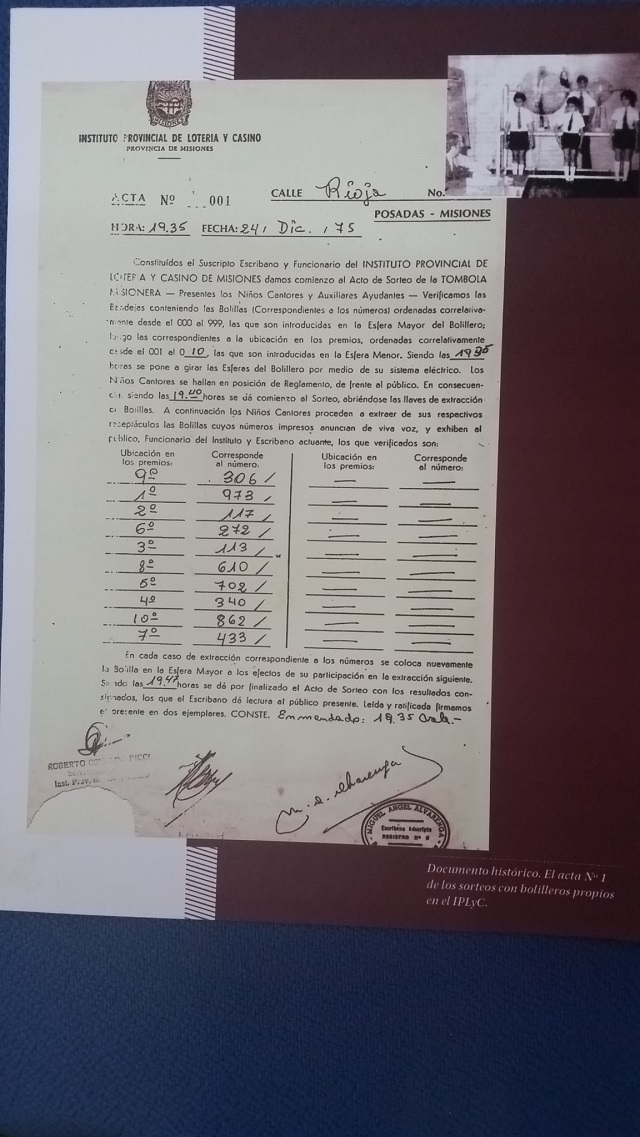 INSTITUTO PROVINCIAL DE LOTERIA Y CASINO
PROVINCIA DE MISIONES
ACTA Nº 001
CALLE Rioja No.
POSADAS - MISIONES
HORA: 19.35 FECHA: 24, Dic. , 75
Constituídos el Suscripto Escribano y Funcionario del INSTITUTO PROVINCIAL DE
LOTERIA Y CASINO DE MISIONES damos comienzo al Acto de Sorteo de la TOMBOLA
MISIONERA — Presentes los Niños Cantores y Auxiliares Ayudantes — Verificamos las
Bandejas conteniendo las Bolillas (Correspondientes a los números) ordenadas correlativa-
mente desde el 000 al 999, las que son introducidas en la Esfera Mayor del Bolillero;
luego las correspondientes a la ubicación en los premios, ordenadas correlativamente
desde el 001 al 0 10, las que son introducidas en la Esfera Menor. Siendo las 19 35
horas se pone a girar las Esferas del Bolillero por medio de su sistema eléctrico. Los
Niños Cantores se hallan en posición de Reglamento, de frente al público. En consecuen-
cia, siendo las 19.40 horas se dá comienzo al Sorteo, abriéndose las llaves de extracción
de Bolillas. A continuación los Niños Cantores proceden a extraer de sus respectivos
receptáculos las Bolillas cuyos números impresos anuncian de viva voz, y exhiben al
público, Funcionario del Instituto y Escribano actuante, los que verificados son:
Ubicación en los premios: Corresponde al número: Ubicación en los premios: Corresponde al número:
9º 306 /
1º 973 /
2º 117 /
6º 272 /
3º 113 /
8º 610 /
5º 702 /
4º 340 /
10º 862 /
7º 433 /
En cada caso de extracción correspondiente a los números se coloca nuevamente
la Bolilla en la Esfera Mayor a los efectos de su participación en la extracción siguiente.
Siendo las 19.47 horas se dó por finalizado el Acto de Sorteo con los resultados con-
signados, los que el Escribano dá lectura al público presente. Leída y ratificada firmamos
el presente en dos ejemplares. CONSTE. Enmendado: 19.35 Vale.-
ROBERTO PICCI
M. A. Alvarenga
MIGUEL ANGEL ALVARENGA
Escribano Adscripto
REGISTRO Nº 6
Documento histórico. El acta Nº 1
de los sorteos con bolilleros propios
en el IPLyC.